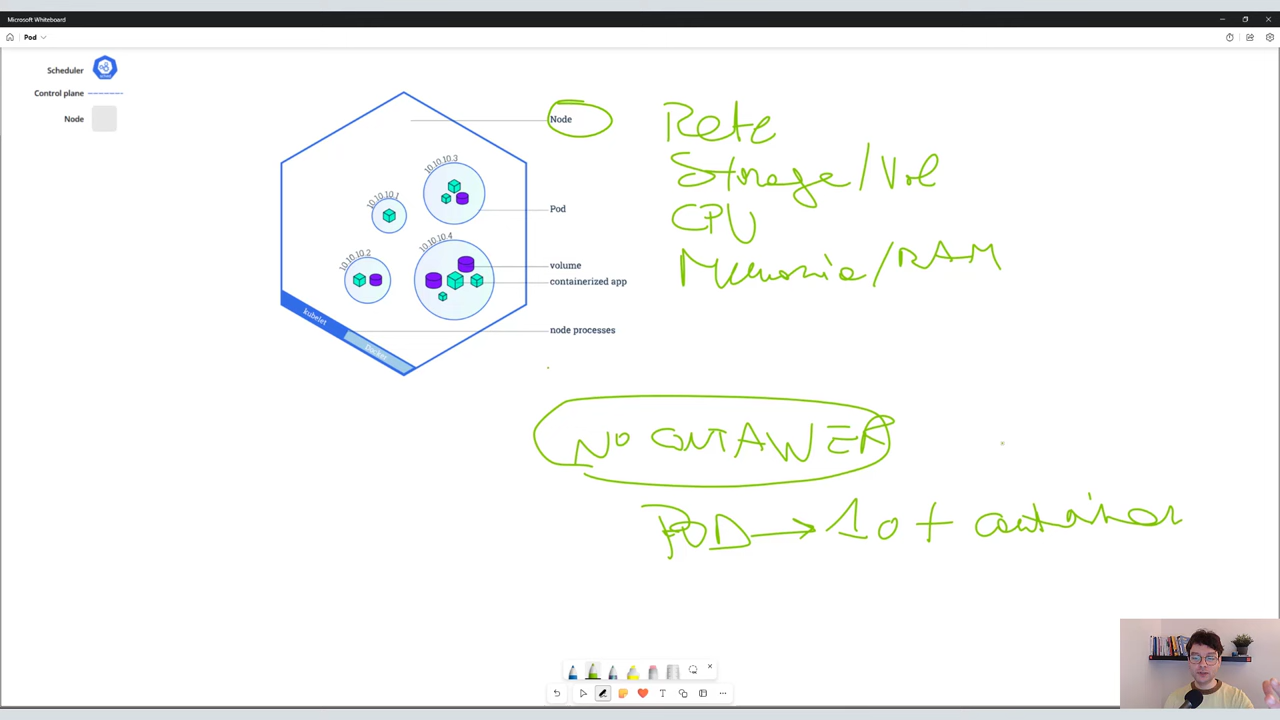 Microsoft Whiteboard
Pod
Scheduler
Control plane
Node
Node
Pod
volume
containerized app
node processes
10.10.10.1
10.10.10.2
10.10.10.3
10.10.10.4
kubelet
Docker
Rete
Storage/Vol
CPU
Memoria/RAM
NO CONTAINER
POD → 1 o + container